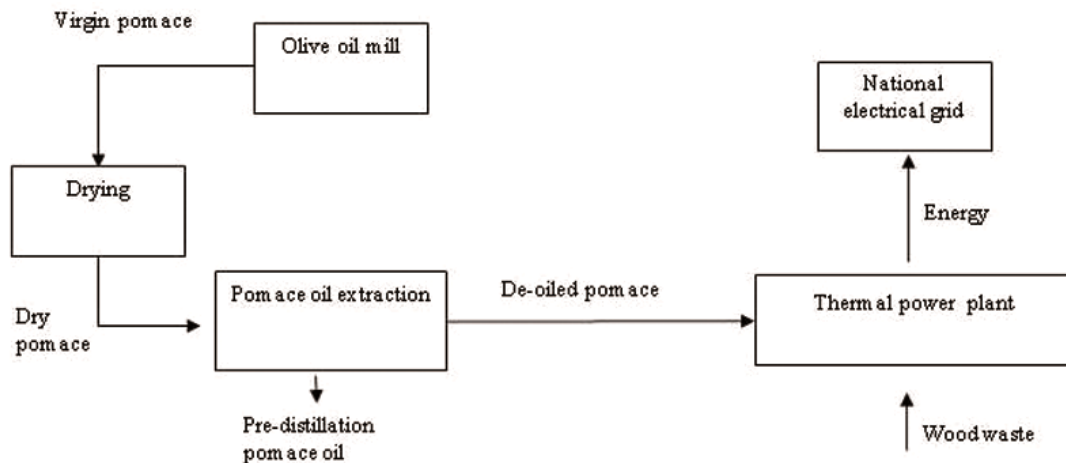 Virgin pomace
Olive oil mill
National
electrical grid
Drying
Energy
Pomace oil extraction
De-oiled pomace
Thermal power plant
Dry
pomace
Pre-distillation
pomace oil
Wood waste